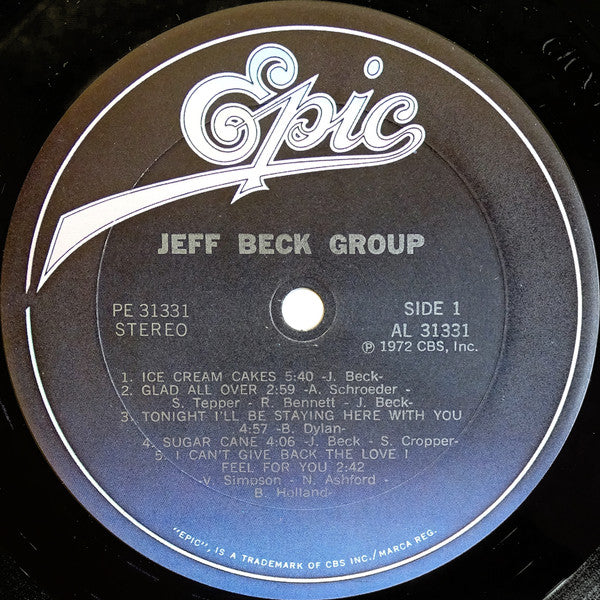 Epic
JEFF BECK GROUP
PE 31331
STEREO
SIDE 1
AL 31331
℗ 1972 CBS, Inc.
1. ICE CREAM CAKES 5:40 -J. Beck-
2. GLAD ALL OVER 2:59 -A. Schroeder -
S. Tepper - R. Bennett - J. Beck-
3. TONIGHT I'LL BE STAYING HERE WITH YOU
4:57 -B. Dylan-
4. SUGAR CANE 4:06 -J. Beck - S. Cropper-
5. I CAN'T GIVE BACK THE LOVE I
FEEL FOR YOU 2:42
-V. Simpson - N. Ashford -
B. Holland-
"EPIC", IS A TRADEMARK OF CBS INC./MARCA REG.